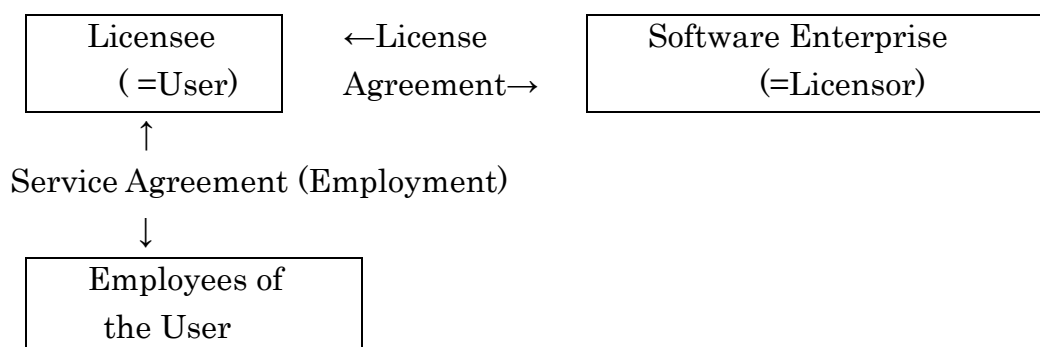 Licensee
( =User)
←License
Agreement→
Software Enterprise
(=Licensor)
↑
Service Agreement (Employment)
↓
Employees of
the User